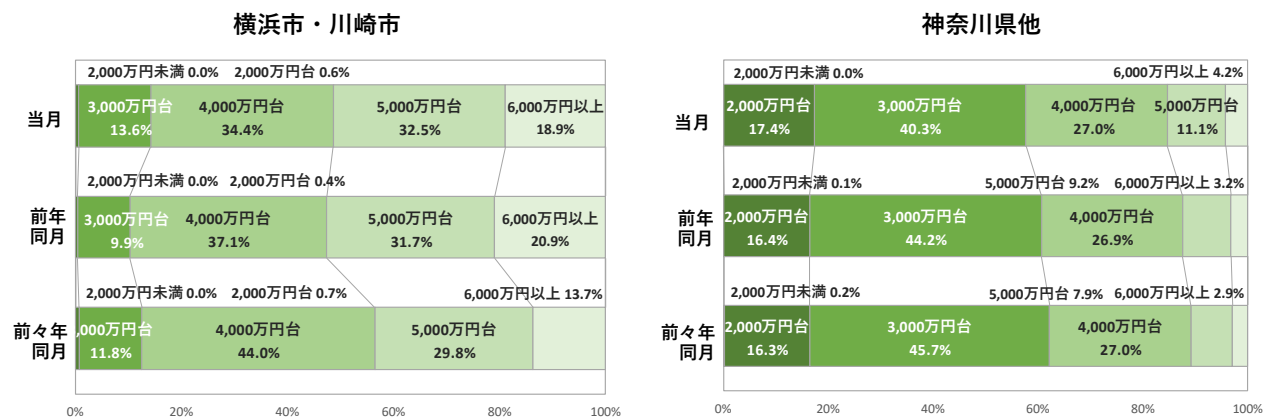 横浜市・川崎市
2,000万円未満 0.0% 2,000万円台 0.6%
当月
3,000万円台
13.6%
4,000万円台
34.4%
5,000万円台
32.5%
6,000万円以上
18.9%
2,000万円未満 0.0% 2,000万円台 0.4%
前年
同月
3,000万円台
9.9%
4,000万円台
37.1%
5,000万円台
31.7%
6,000万円以上
20.9%
2,000万円未満 0.0% 2,000万円台 0.7% 6,000万円以上 13.7%
前々年
同月
,000万円台
11.8%
4,000万円台
44.0%
5,000万円台
29.8%
0% 20% 40% 60% 80% 100%
神奈川県他
2,000万円未満 0.0% 6,000万円以上 4.2%
当月
2,000万円台
17.4%
3,000万円台
40.3%
4,000万円台
27.0%
5,000万円台
11.1%
2,000万円未満 0.1% 5,000万円台 9.2% 6,000万円以上 3.2%
前年
同月
2,000万円台
16.4%
3,000万円台
44.2%
4,000万円台
26.9%
2,000万円未満 0.2% 5,000万円台 7.9% 6,000万円以上 2.9%
前々年
同月
2,000万円台
16.3%
3,000万円台
45.7%
4,000万円台
27.0%
0% 20% 40% 60% 80% 100%